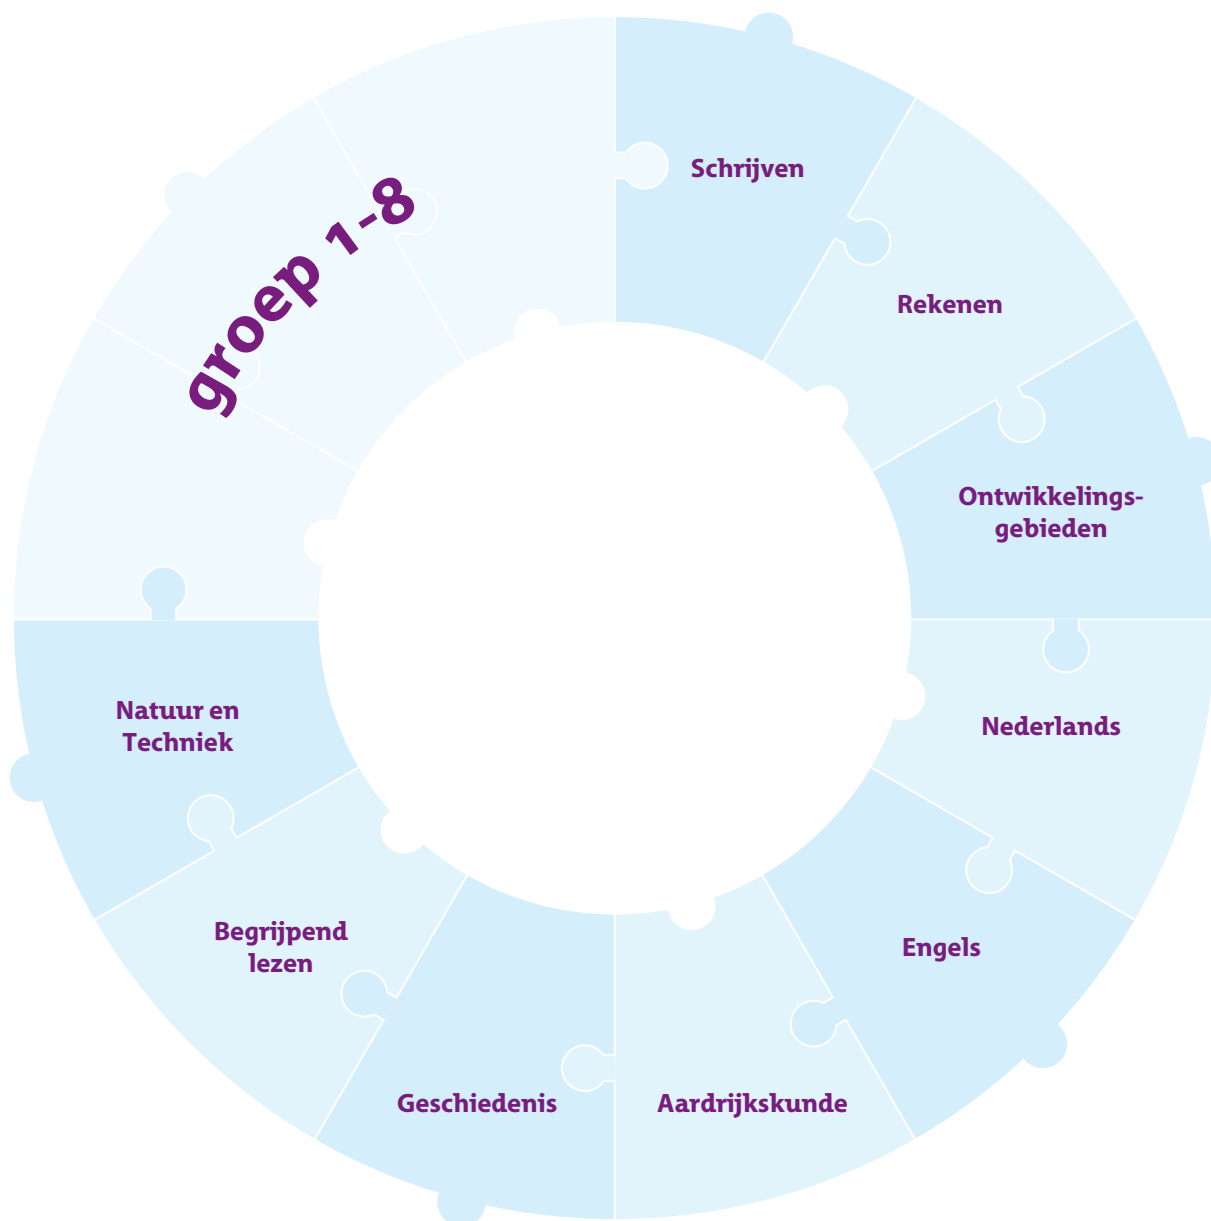 groep 1-8
Schrijven
Rekenen
Ontwikkelings-
gebieden
Nederlands
Engels
Aardrijkskunde
Geschiedenis
Begrijpend
lezen
Natuur en
Techniek